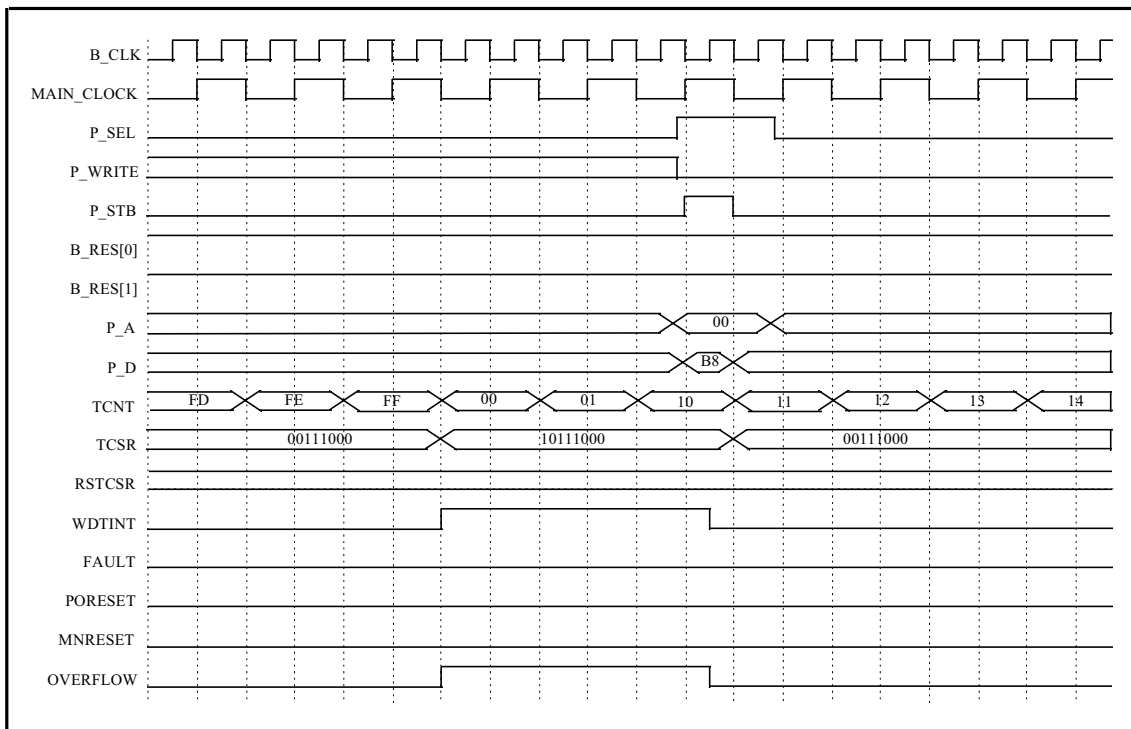 B_CLK
MAIN_CLOCK
P_SEL
P_WRITE
P_STB
B_RES[0]
B_RES[1]
P_A 00
P_D B8
TCNT FD FE FF 00 01 10 11 12 13 14
TCSR 00111000 10111000 00111000
RSTCSR
WDTINT
FAULT
PORESET
MNRESET
OVERFLOW